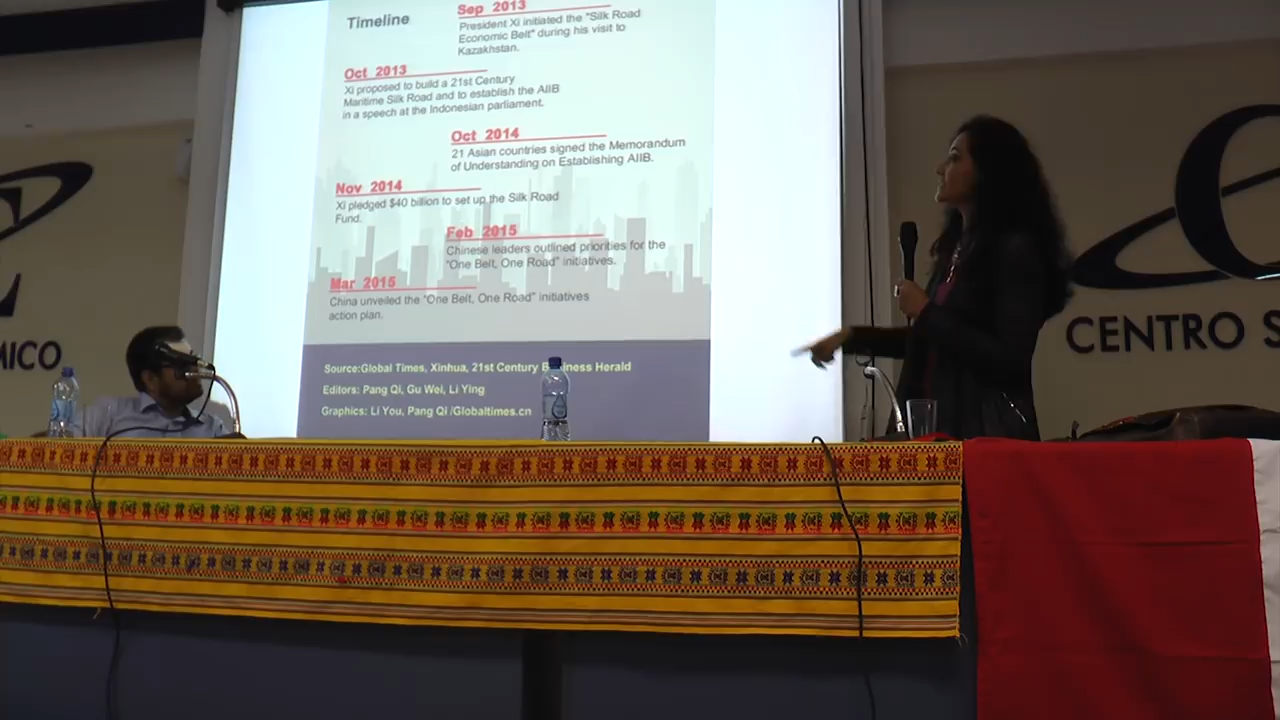 Timeline
Sep 2013
President Xi initiated the "Silk Road
Economic Belt" during his visit to
Kazakhstan.
Oct 2013
Xi proposed to build a 21st Century
Maritime Silk Road and to establish the AIIB
in a speech at the Indonesian parliament.
Oct 2014
21 Asian countries signed the Memorandum
of Understanding on Establishing AIIB.
Nov 2014
Xi pledged $40 billion to set up the Silk Road
Fund.
Feb 2015
Chinese leaders outlined priorities for the
"One Belt, One Road" initiatives.
Mar 2015
China unveiled the "One Belt, One Road" initiatives
action plan.
Source:Global Times, Xinhua, 21st Century Business Herald
Editors: Pang Qi, Gu Wei, Li Ying
Graphics: Li You, Pang Qi /Globaltimes.cn
MICO
CENTRO S